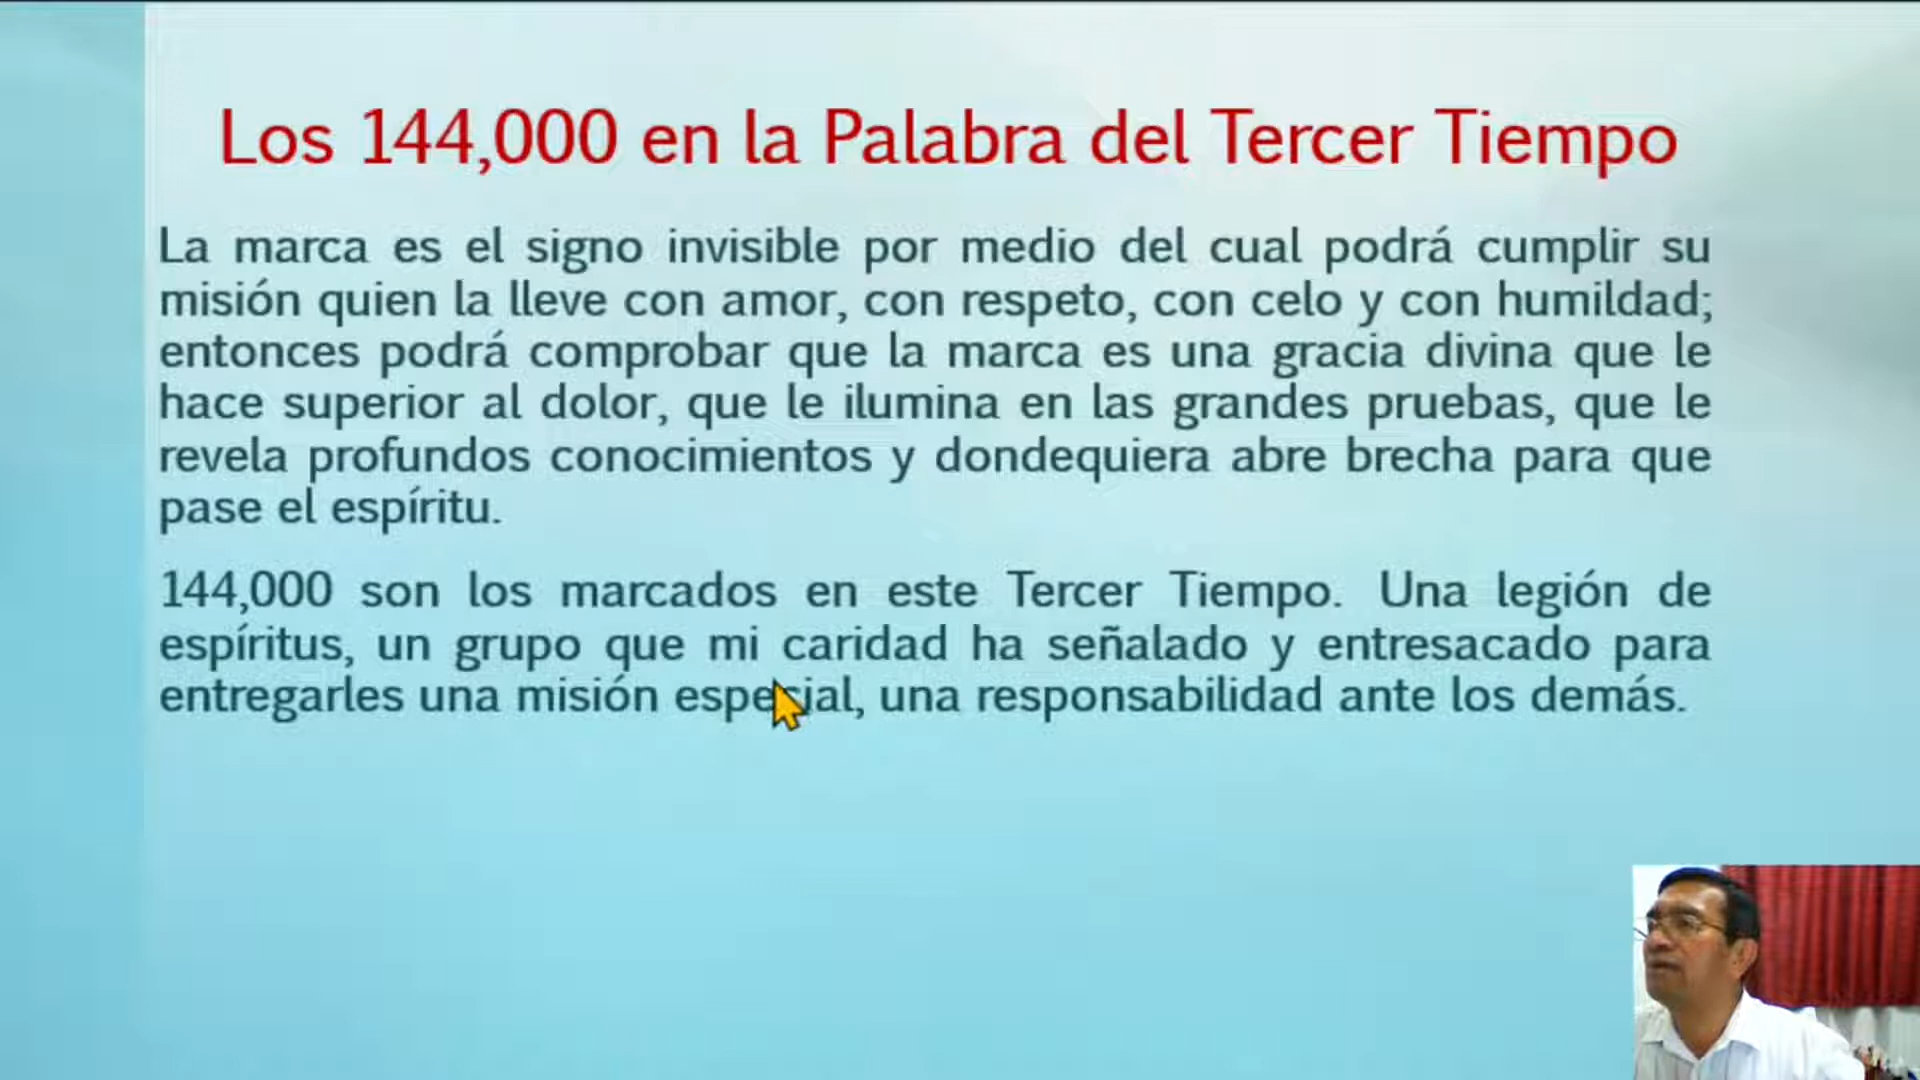 Los 144,000 en la Palabra del Tercer Tiempo
La marca es el signo invisible por medio del cual podrá cumplir su
misión quien la lleve con amor, con respeto, con celo y con humildad;
entonces podrá comprobar que la marca es una gracia divina que le
hace superior al dolor, que le ilumina en las grandes pruebas, que le
revela profundos conocimientos y dondequiera abre brecha para que
pase el espíritu.
144,000 son los marcados en este Tercer Tiempo. Una legión de
espíritus, un grupo que mi caridad ha señalado y entresacado para
entregarles una misión especial, una responsabilidad ante los demás.